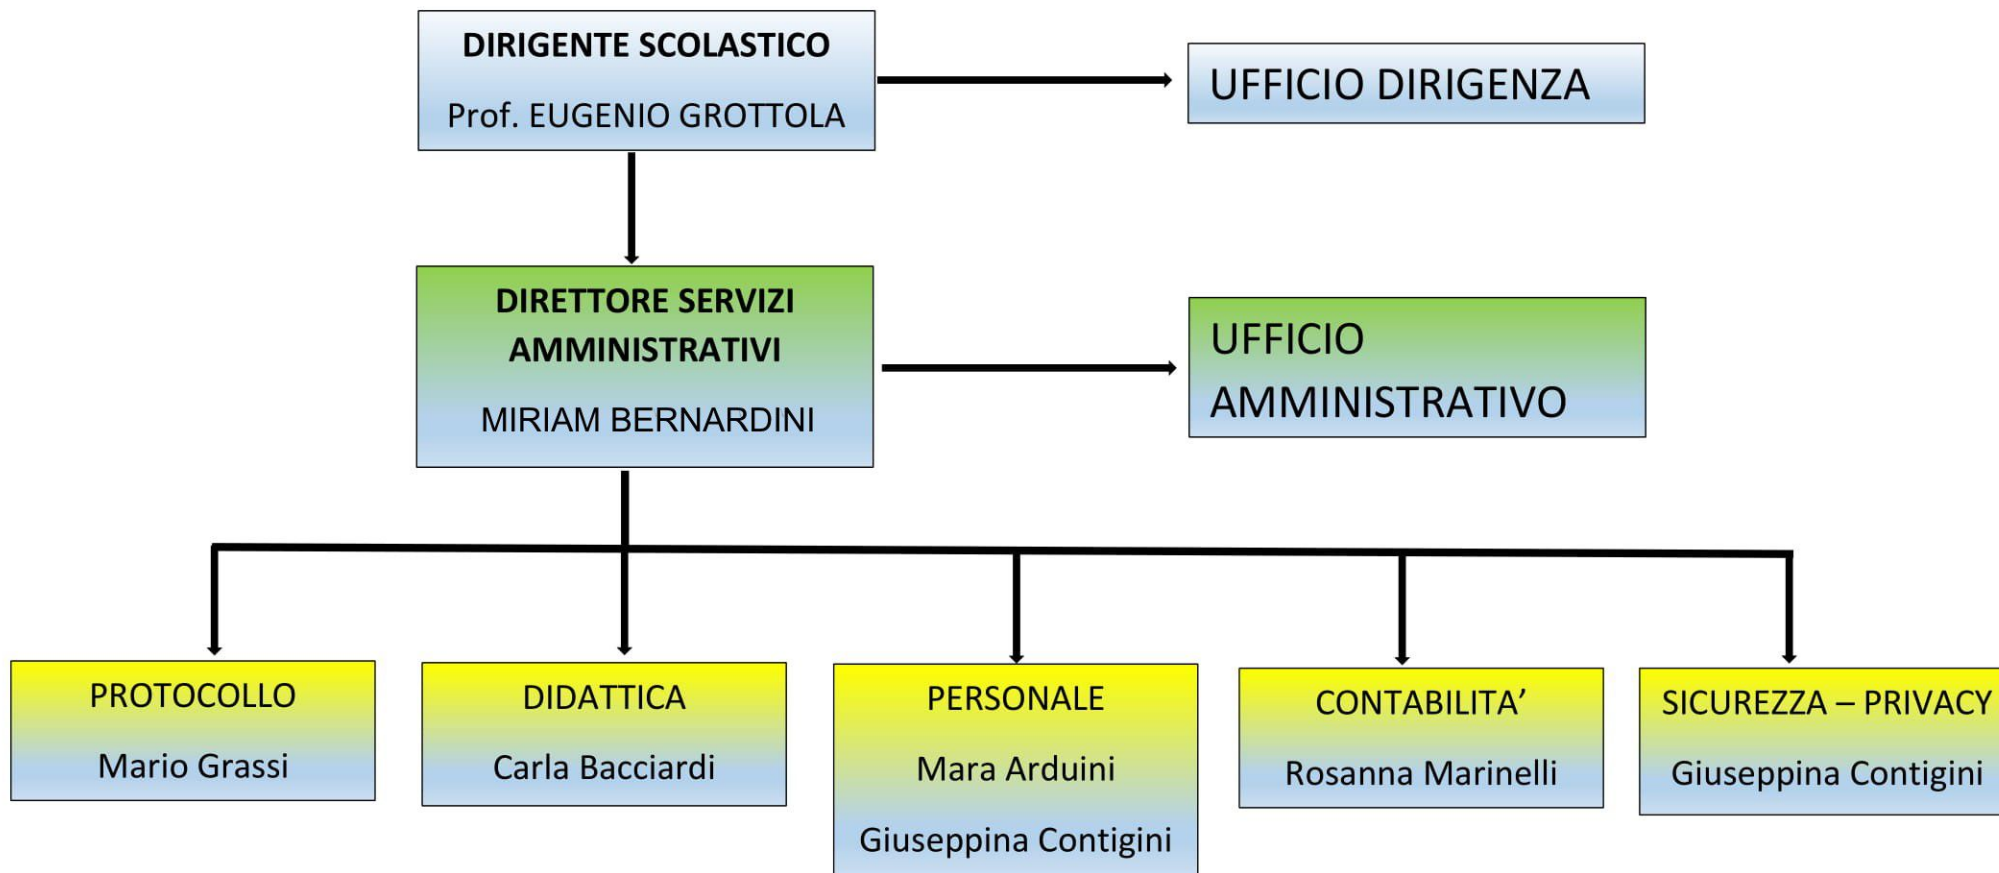 DIRIGENTE SCOLASTICO
Prof. EUGENIO GROTTOLA
UFFICIO DIRIGENZA
DIRETTORE SERVIZI
AMMINISTRATIVI
MIRIAM BERNARDINI
UFFICIO
AMMINISTRATIVO
PROTOCOLLO
Mario Grassi
DIDATTICA
Carla Bacciardi
PERSONALE
Mara Arduini
Giuseppina Contigini
CONTABILITA’
Rosanna Marinelli
SICUREZZA – PRIVACY
Giuseppina Contigini